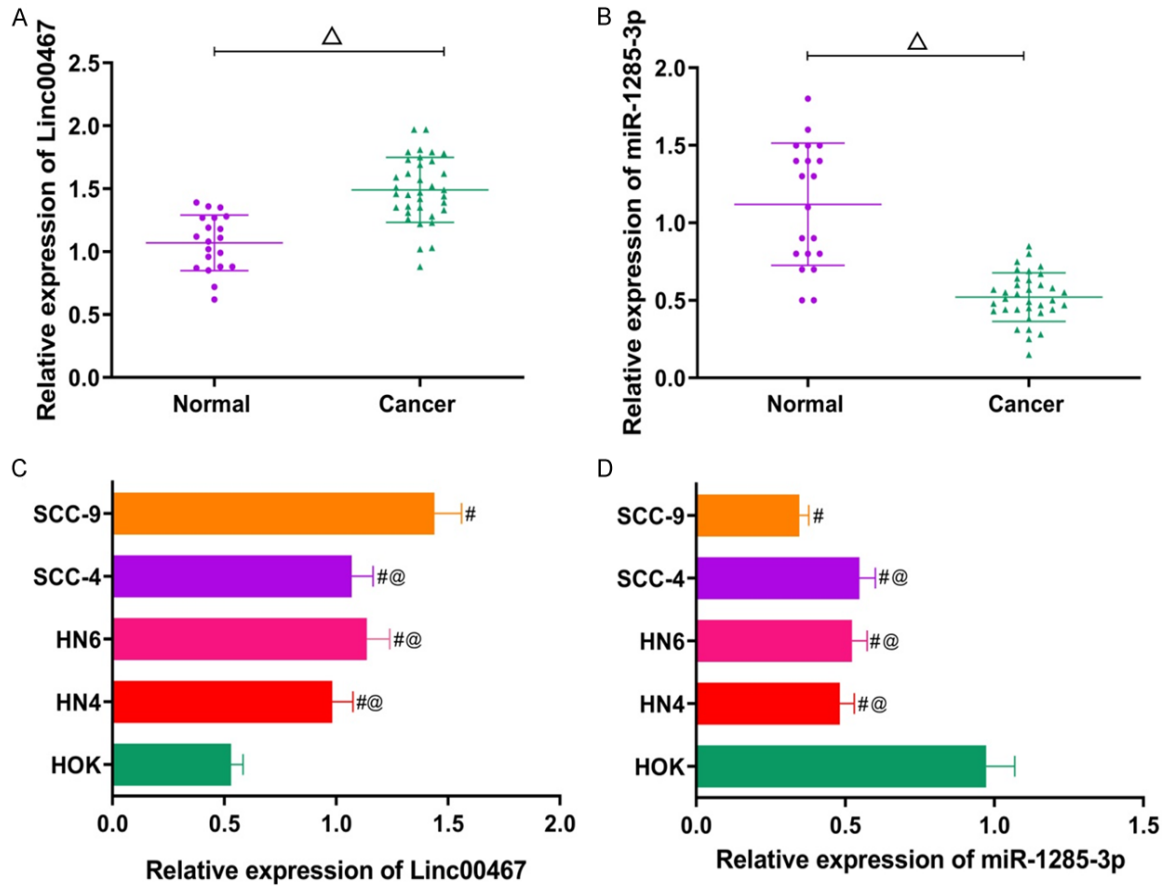 A
Relative expression of Linc00467
△
2.5
2.0
1.5
1.0
0.5
0.0
Normal Cancer
B
Relative expression of miR-1285-3p
△
2.0
1.5
1.0
0.5
0.0
Normal Cancer
C
SCC-9 #
SCC-4 #@
HN6 #@
HN4 #@
HOK
0.0 0.5 1.0 1.5 2.0
Relative expression of Linc00467
D
SCC-9 #
SCC-4 #@
HN6 #@
HN4 #@
HOK
0.0 0.5 1.0 1.5
Relative expression of miR-1285-3p